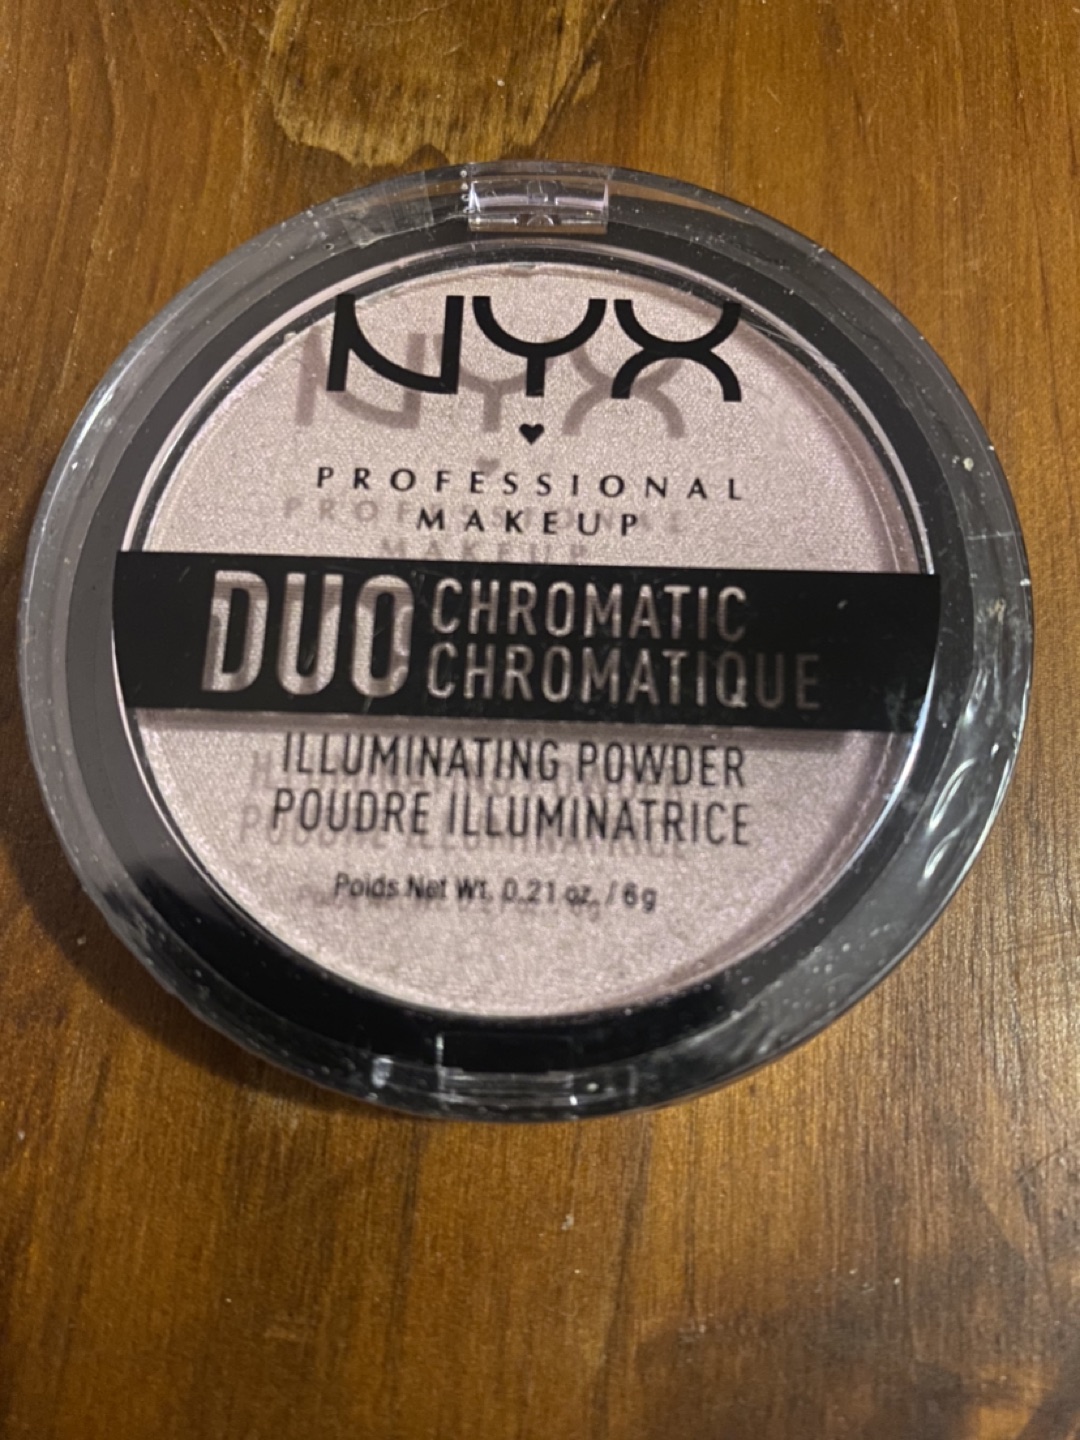 NYX
PROFESSIONAL
MAKEUP
DUO CHROMATIC
CHROMATIQUE
ILLUMINATING POWDER
POUDRE ILLUMINATRICE
Poids Net Wt. 0.21 oz. / 6g